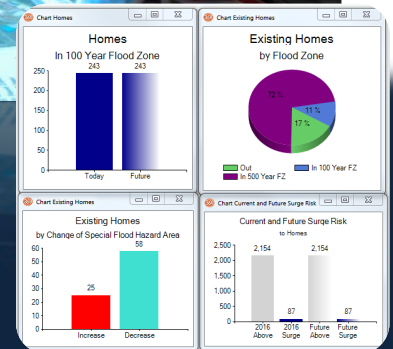 Chart Homes
Homes
In 100 Year Flood Zone
250
200
150
100
50
0
243
243
Today
Future
Chart Existing Homes
Existing Homes
by Flood Zone
72 %
11 %
17 %
Out
In 100 Year FZ
In 500 Year FZ
Chart Existing Homes
Existing Homes
by Change of Special Flood Hazard Area
60
50
40
30
20
10
0
25
58
Increase
Decrease
Chart Current and Future Surge Risk
Current and Future Surge Risk
to Homes
2,500
2,000
1,500
1,000
500
0
2,154
87
2,154
87
2016 Above
2016 Surge
Future Above
Future Surge